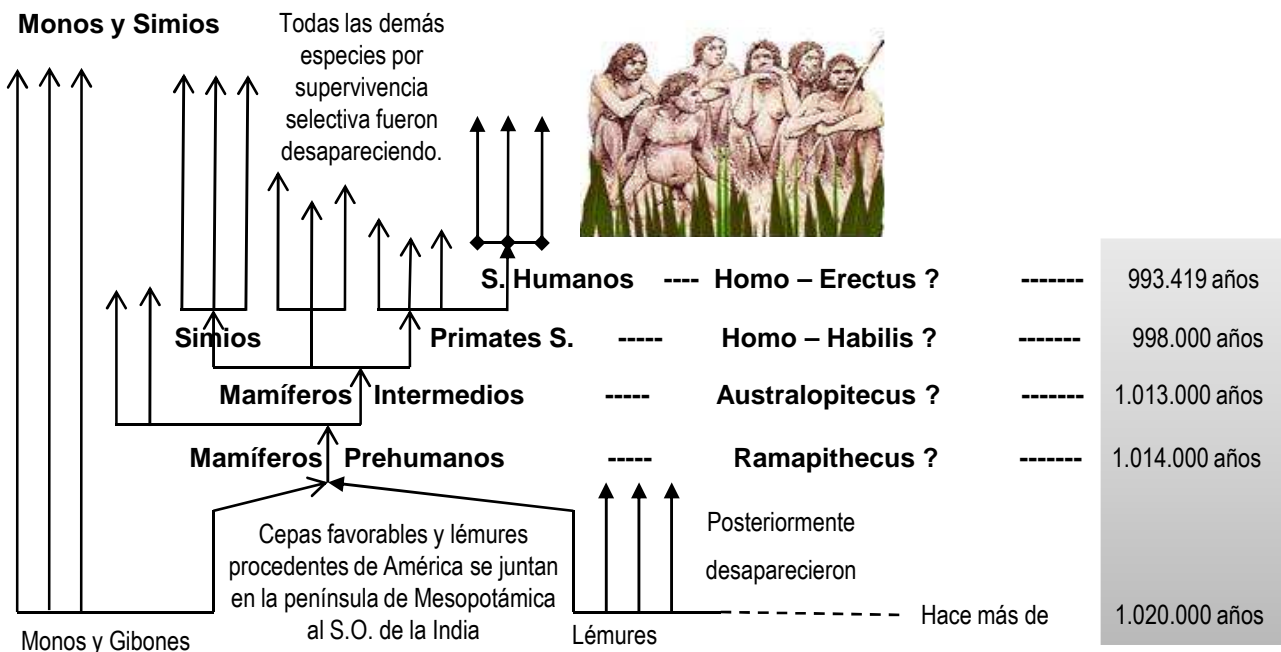 Monos y Simios
Todas las demás
especies por
supervivencia
selectiva fueron
desapareciendo.
S. Humanos ---- Homo – Erectus ? ------- 993.419 años
Simios Primates S. ----- Homo – Habilis ? ------- 998.000 años
Mamíferos Intermedios ----- Australopitecus ? ------- 1.013.000 años
Mamíferos Prehumanos ----- Ramapithecus ? ------- 1.014.000 años
Cepas favorables y lémures
procedentes de América se juntan
en la península de Mesopotámica
al S.O. de la India
Posteriormente
desaparecieron
Monos y Gibones
Lémures
Hace más de 1.020.000 años